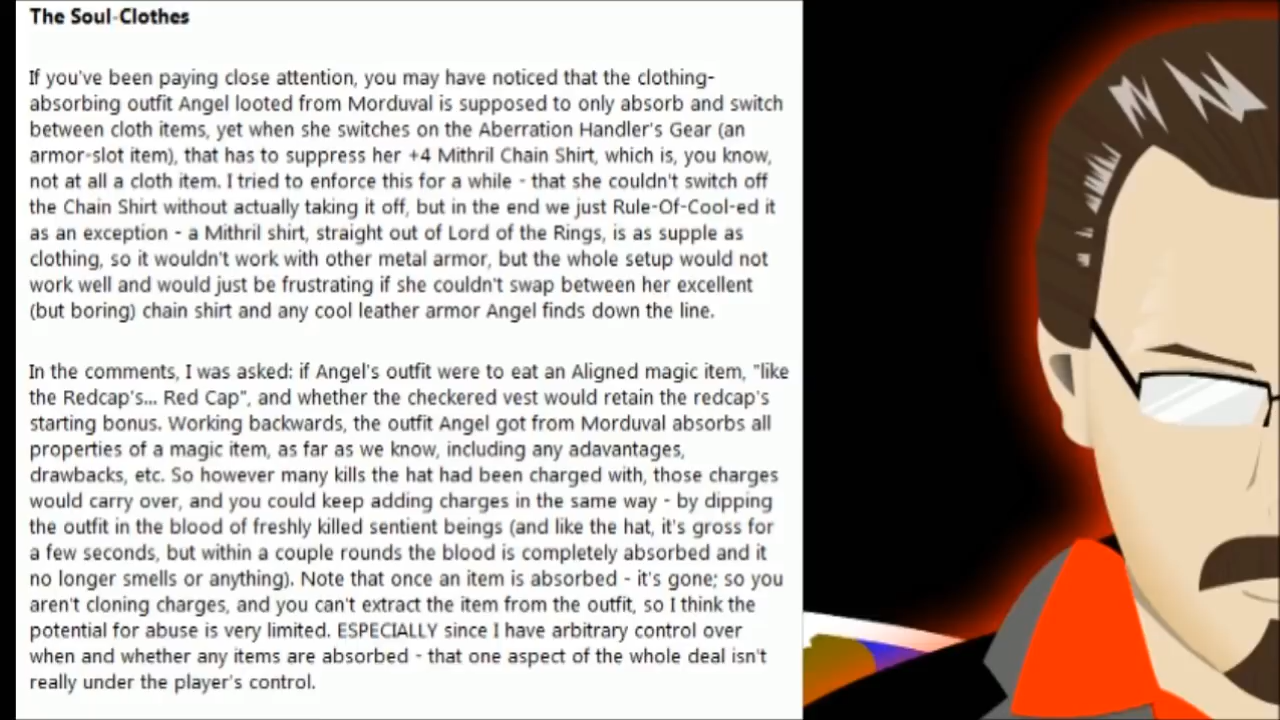 The Soul-Clothes
If you've been paying close attention, you may have noticed that the clothing-
absorbing outfit Angel looted from Morduval is supposed to only absorb and switch
between cloth items, yet when she switches on the Aberration Handler's Gear (an
armor-slot item), that has to suppress her +4 Mithril Chain Shirt, which is, you know,
not at all a cloth item. I tried to enforce this for a while - that she couldn't switch off
the Chain Shirt without actually taking it off, but in the end we just Rule-Of-Cool-ed it
as an exception - a Mithril shirt, straight out of Lord of the Rings, is as supple as
clothing, so it wouldn't work with other metal armor, but the whole setup would not
work well and would just be frustrating if she couldn't swap between her excellent
(but boring) chain shirt and any cool leather armor Angel finds down the line.
In the comments, I was asked: if Angel's outfit were to eat an Aligned magic item, "like
the Redcap's... Red Cap", and whether the checkered vest would retain the redcap's
starting bonus. Working backwards, the outfit Angel got from Morduval absorbs all
properties of a magic item, as far as we know, including any adavantages,
drawbacks, etc. So however many kills the hat had been charged with, those charges
would carry over, and you could keep adding charges in the same way - by dipping
the outfit in the blood of freshly killed sentient beings (and like the hat, it's gross for
a few seconds, but within a couple rounds the blood is completely absorbed and it
no longer smells or anything). Note that once an item is absorbed - it's gone; so you
aren't cloning charges, and you can't extract the item from the outfit, so I think the
potential for abuse is very limited. ESPECIALLY since I have arbitrary control over
when and whether any items are absorbed - that one aspect of the whole deal isn't
really under the player's control.